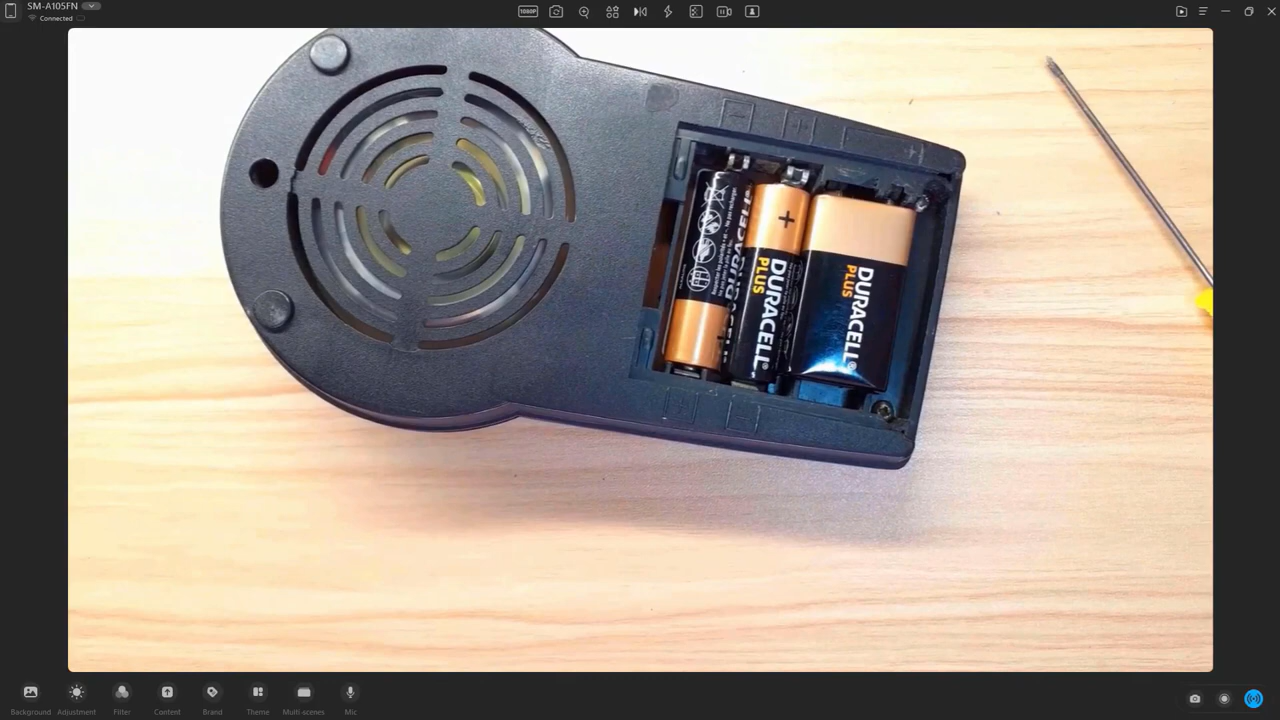 SM-A105FN
Connected
1080P
DURACELL
+
DURACELL®
PLUS
DURACELL®
PLUS
Background
Adjustment
Filter
Content
Brand
Theme
Multi-scenes
Mic